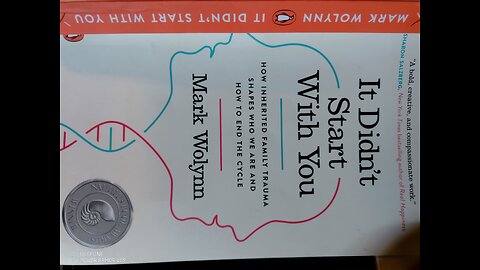 MARK WOLYNN IT DIDN'T START WITH YOU
"A bold, creative, and compassionate work."
SHARON SALZBERG, New York Times bestselling author of Real Happiness
It Didn't
Start
With You
HOW INHERITED FAMILY TRAUMA
SHAPES WHO WE ARE AND
HOW TO END THE CYCLE
Mark Wolynn